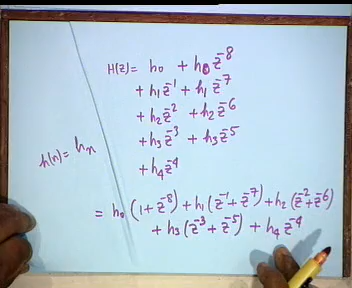 H(z) = h₀ + h₀ z⁻⁸
+ h₁ z⁻¹ + h₁ z⁻⁷
+ h₂ z⁻² + h₂ z⁻⁶
h(n) = hₙ
+ h₃ z⁻³ + h₃ z⁻⁵
+ h₄ z⁻⁴
= h₀ (1 + z⁻⁸) + h₁ (z⁻¹ + z⁻⁷) + h₂ (z⁻² + z⁻⁶)
+ h₃ (z⁻³ + z⁻⁵) + h₄ z⁻⁴